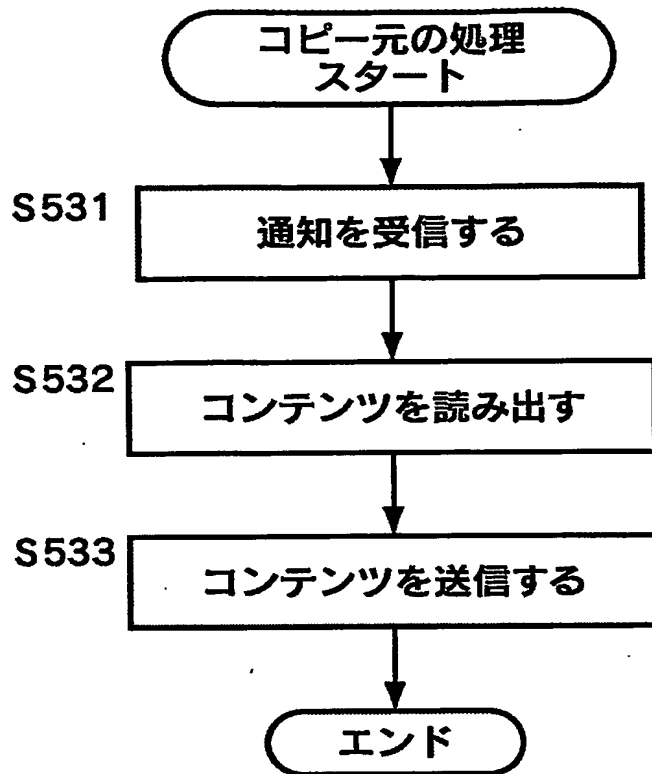 コピー元の処理
スタート
S531
通知を受信する
S532
コンテンツを読み出す
S533
コンテンツを送信する
エンド